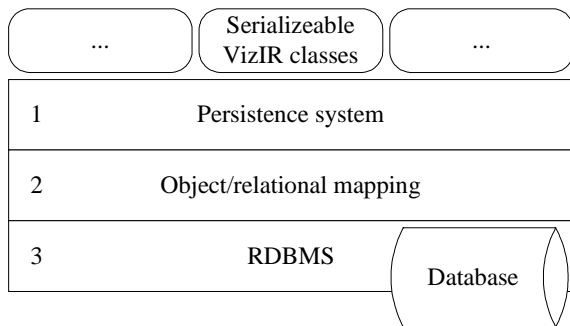 ...
Serializeable
VizIR classes
...
1 Persistence system
2 Object/relational mapping
3 RDBMS
Database